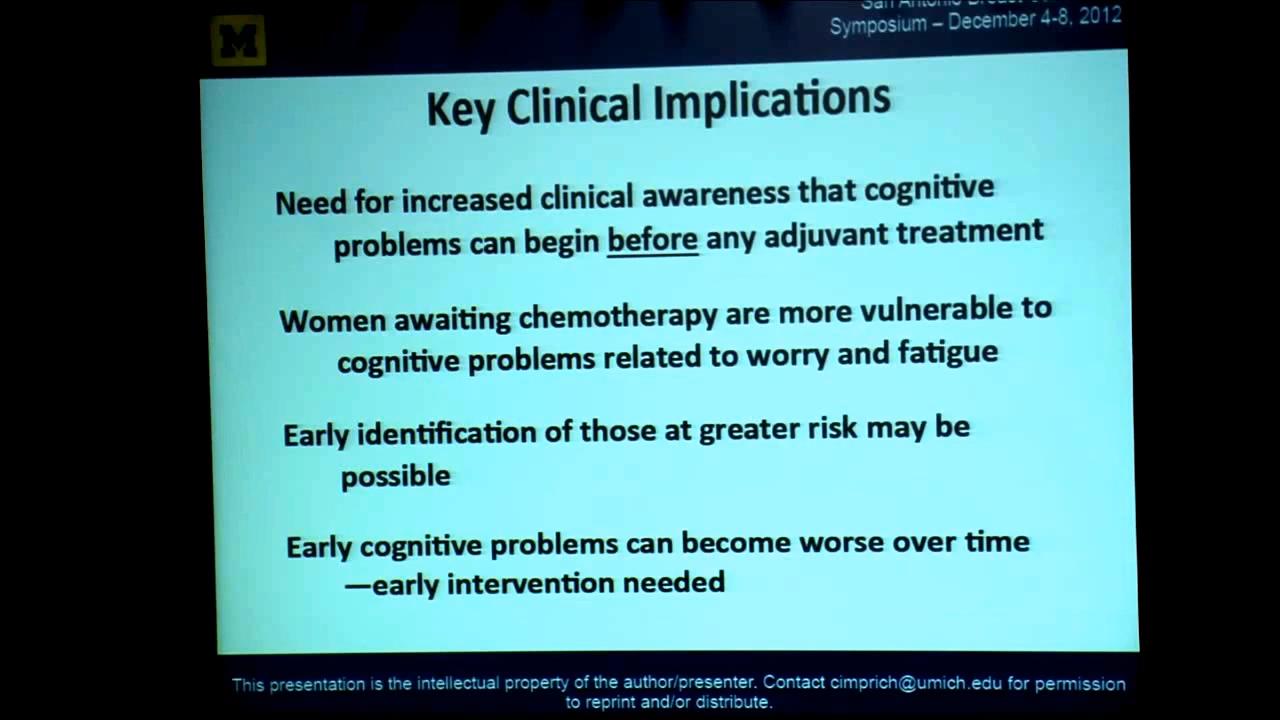 M
Symposium – December 4-8, 2012
Key Clinical Implications
Need for increased clinical awareness that cognitive
problems can begin before any adjuvant treatment
Women awaiting chemotherapy are more vulnerable to
cognitive problems related to worry and fatigue
Early identification of those at greater risk may be
possible
Early cognitive problems can become worse over time
—early intervention needed
This presentation is the intellectual property of the author/presenter. Contact cimprich@umich.edu for permission
to reprint and/or distribute.